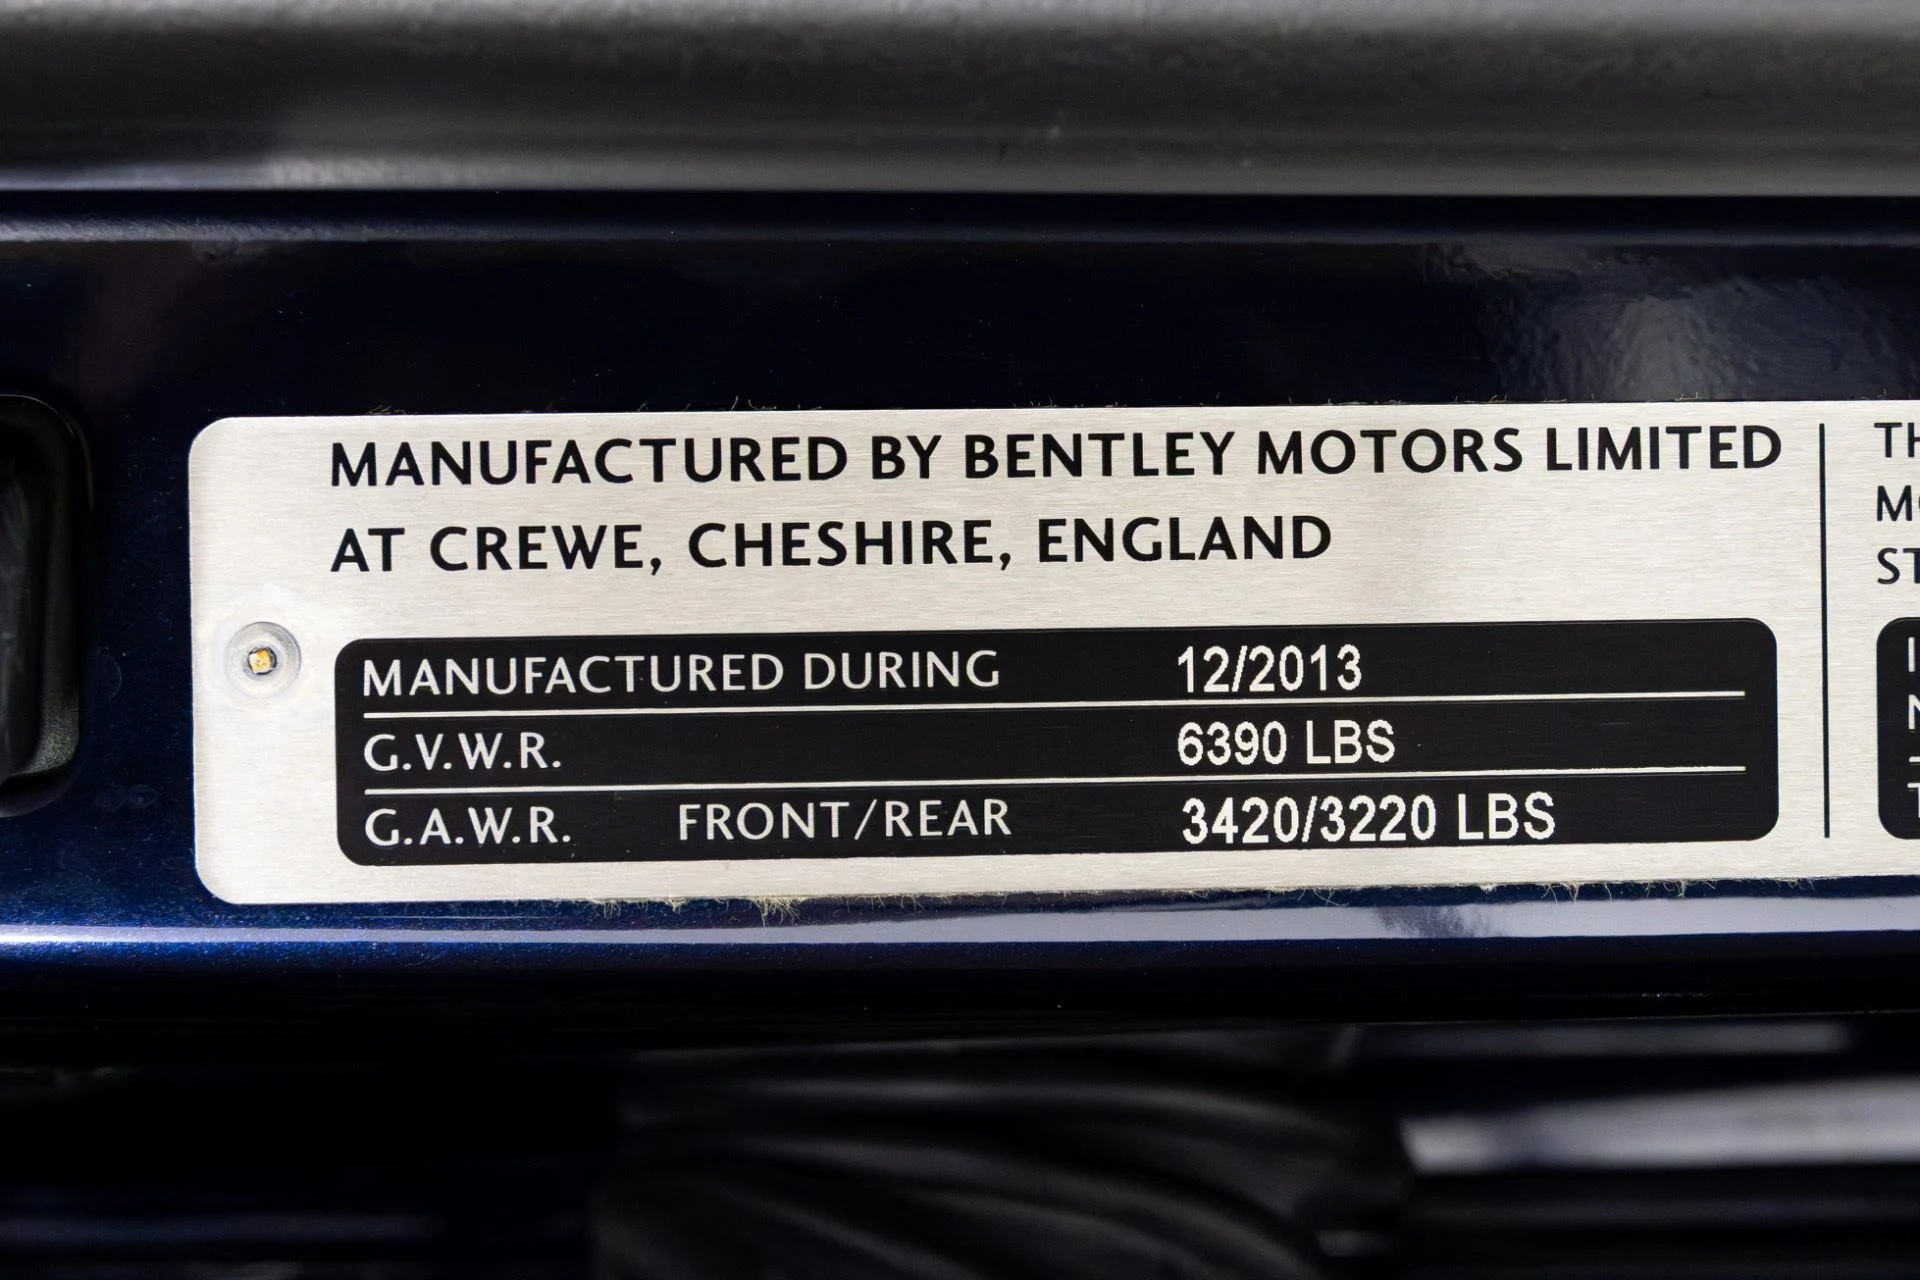 MANUFACTURED BY BENTLEY MOTORS LIMITED
AT CREWE, CHESHIRE, ENGLAND
MANUFACTURED DURING 12/2013
G.V.W.R. 6390 LBS
G.A.W.R. FRONT/REAR 3420/3220 LBS